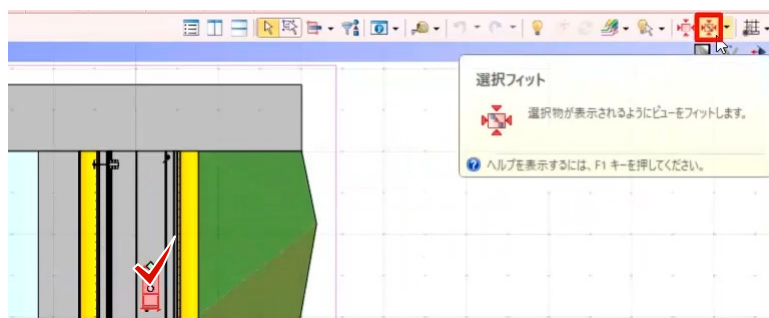 選択フィット
選択物が表示されるようにビューをフィットします。
ヘルプを表示するには、F1 キーを押してください。